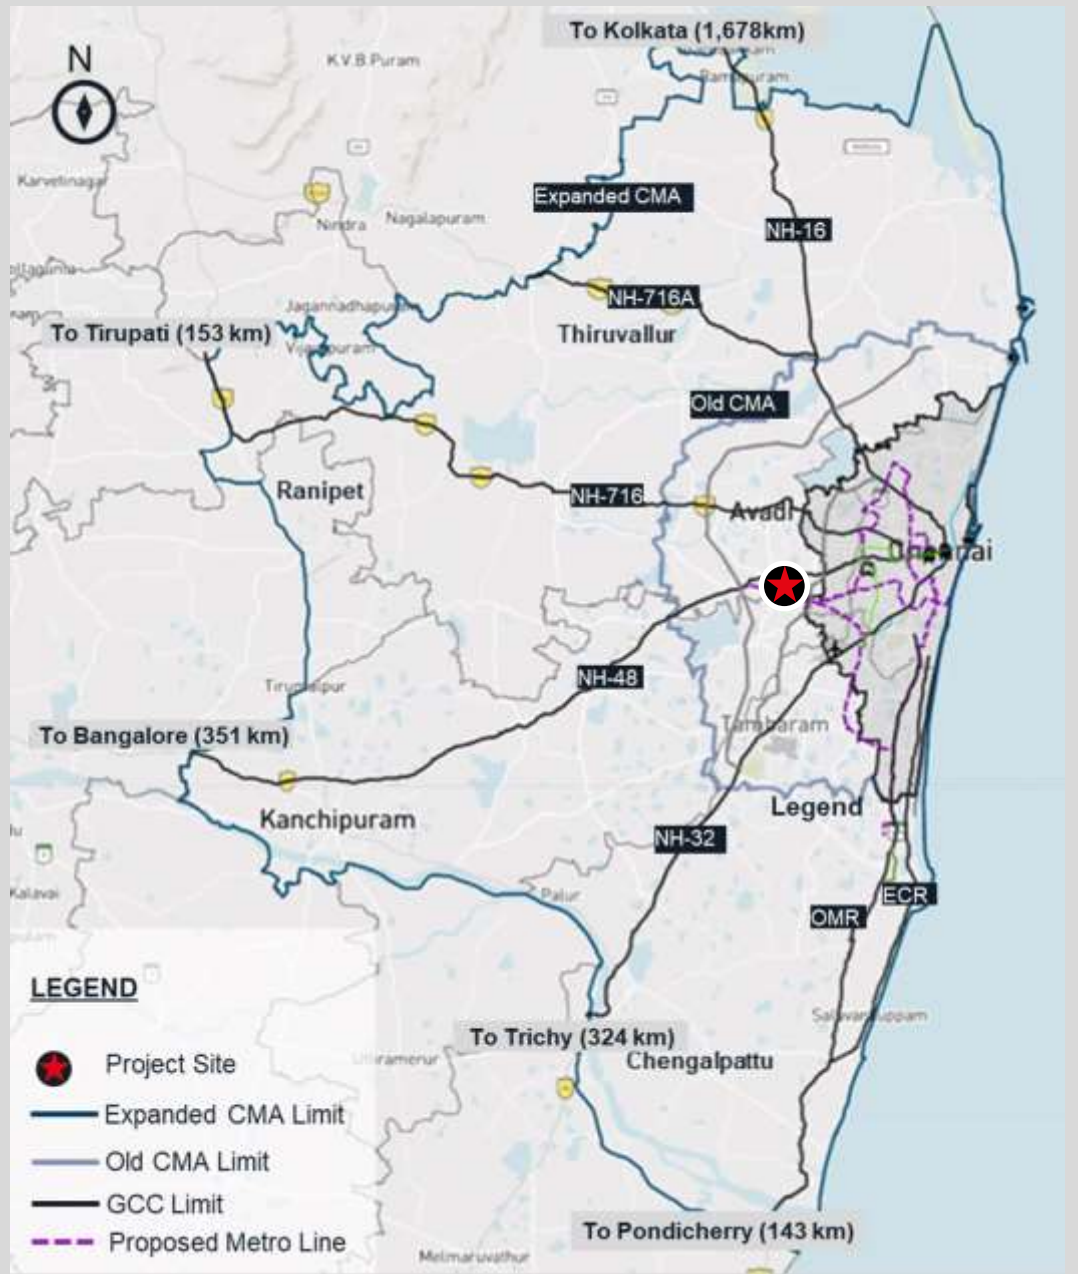 To Kolkata (1,678km)
N
K.V.B.Puram
Karvetinagar
Expanded CMA
Nagalapuram
Nindra
NH-16
NH-716A
To Tirupati (153 km)
Thiruvallur
Old CMA
Ranipet
NH-716
Avadi
Chennai
NH-48
To Bangalore (351 km)
Tambaram
Legend
Kanchipuram
NH-32
Kalavai
Palur
ECR
OMR
LEGEND
To Trichy (324 km)
Chengalpattu
Project Site
Expanded CMA Limit
Old CMA Limit
GCC Limit
Proposed Metro Line
To Pondicherry (143 km)
Melmaruvathur